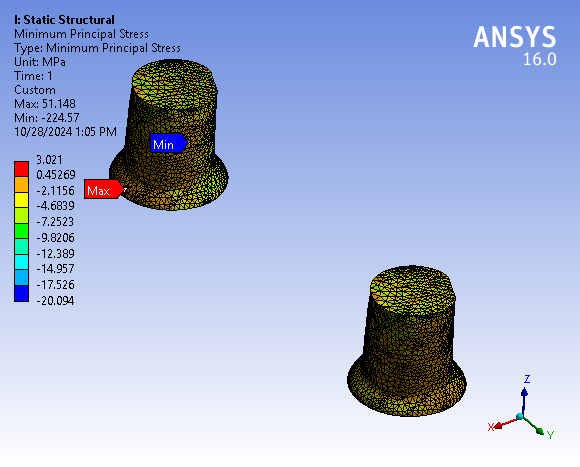 I: Static Structural
Minimum Principal Stress
Type: Minimum Principal Stress
Unit: MPa
Time: 1
Custom
Max: 51.148
Min: -224.57
10/28/2024 1:05 PM
ANSYS
16.0
Min
Max
3.021
0.45269
-2.1156
-4.6839
-7.2523
-9.8206
-12.389
-14.957
-17.526
-20.094
Z
X
Y